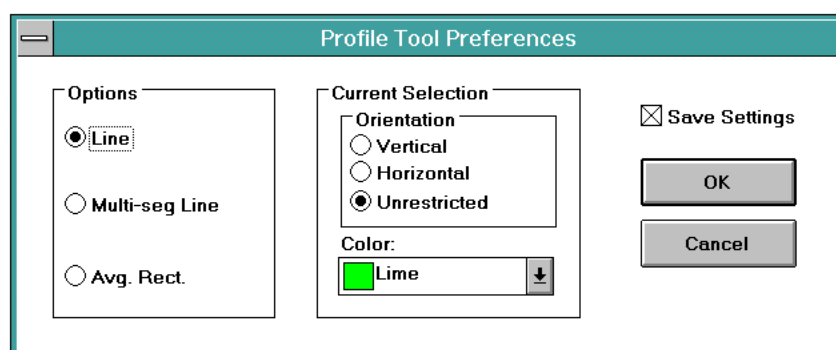 Profile Tool Preferences
Options
Line
Multi-seg Line
Avg. Rect.
Current Selection
Orientation
Vertical
Horizontal
Unrestricted
Color:
Lime
Save Settings
OK
Cancel